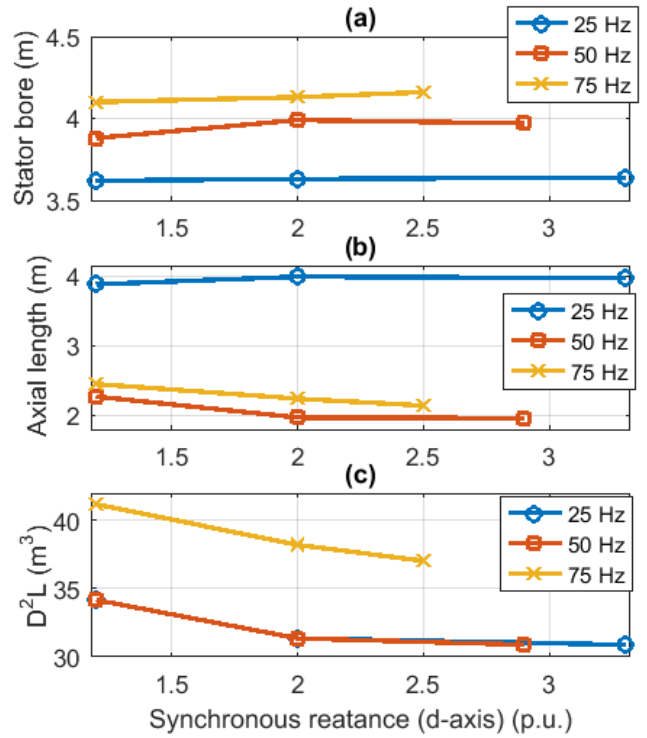 (a)
4.5
4
3.5
Stator bore (m)
25 Hz
50 Hz
75 Hz
1.5
2
2.5
3
(b)
4
3
2
Axial length (m)
25 Hz
50 Hz
75 Hz
1.5
2
2.5
3
(c)
40
35
30
D²L (m³)
25 Hz
50 Hz
75 Hz
1.5
2
2.5
3
Synchronous reatance (d-axis) (p.u.)